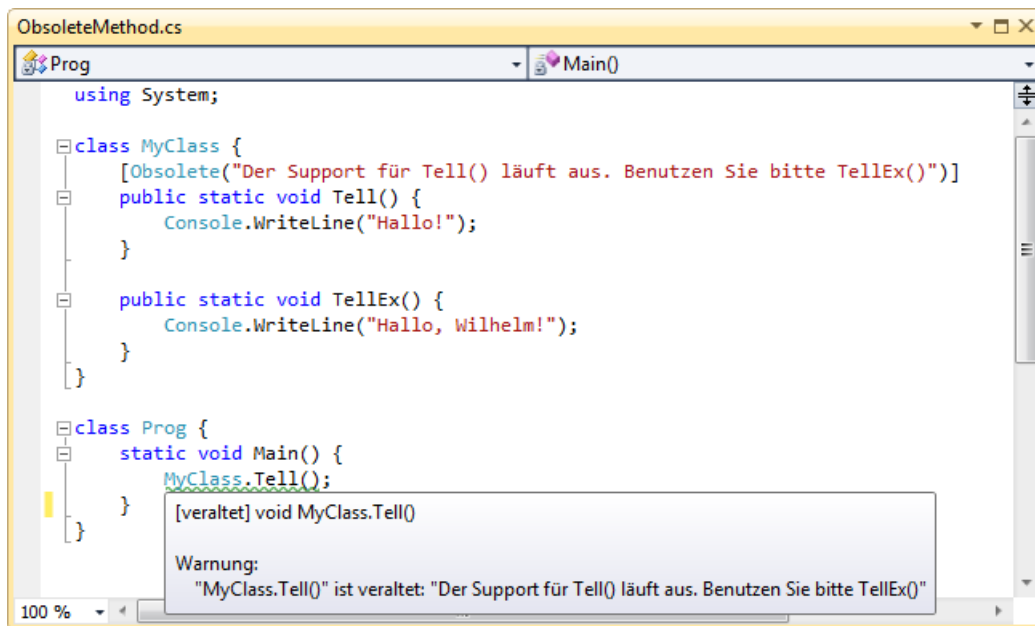 ObsoleteMethod.cs
Prog Main()
using System;
class MyClass {
[Obsolete("Der Support für Tell() läuft aus. Benutzen Sie bitte TellEx()")]
public static void Tell() {
Console.WriteLine("Hallo!");
}
public static void TellEx() {
Console.WriteLine("Hallo, Wilhelm!");
}
}
class Prog {
static void Main() {
MyClass.Tell();
}
}
[veraltet] void MyClass.Tell()
Warnung:
"MyClass.Tell()" ist veraltet: "Der Support für Tell() läuft aus. Benutzen Sie bitte TellEx()"
100 %